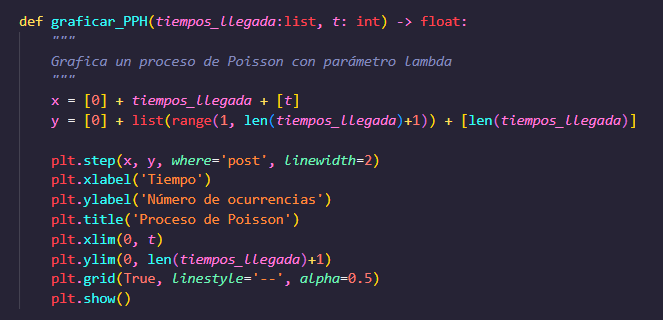 def graficar_PPH(tiempos_llegada:list, t: int) -> float:
    """
    Grafica un proceso de Poisson con parámetro lambda
    """
    x = [0] + tiempos_llegada + [t]
    y = [0] + list(range(1, len(tiempos_llegada)+1)) + [len(tiempos_llegada)]

    plt.step(x, y, where='post', linewidth=2)
    plt.xlabel('Tiempo')
    plt.ylabel('Número de ocurrencias')
    plt.title('Proceso de Poisson')
    plt.xlim(0, t)
    plt.ylim(0, len(tiempos_llegada)+1)
    plt.grid(True, linestyle='--', alpha=0.5)
    plt.show()